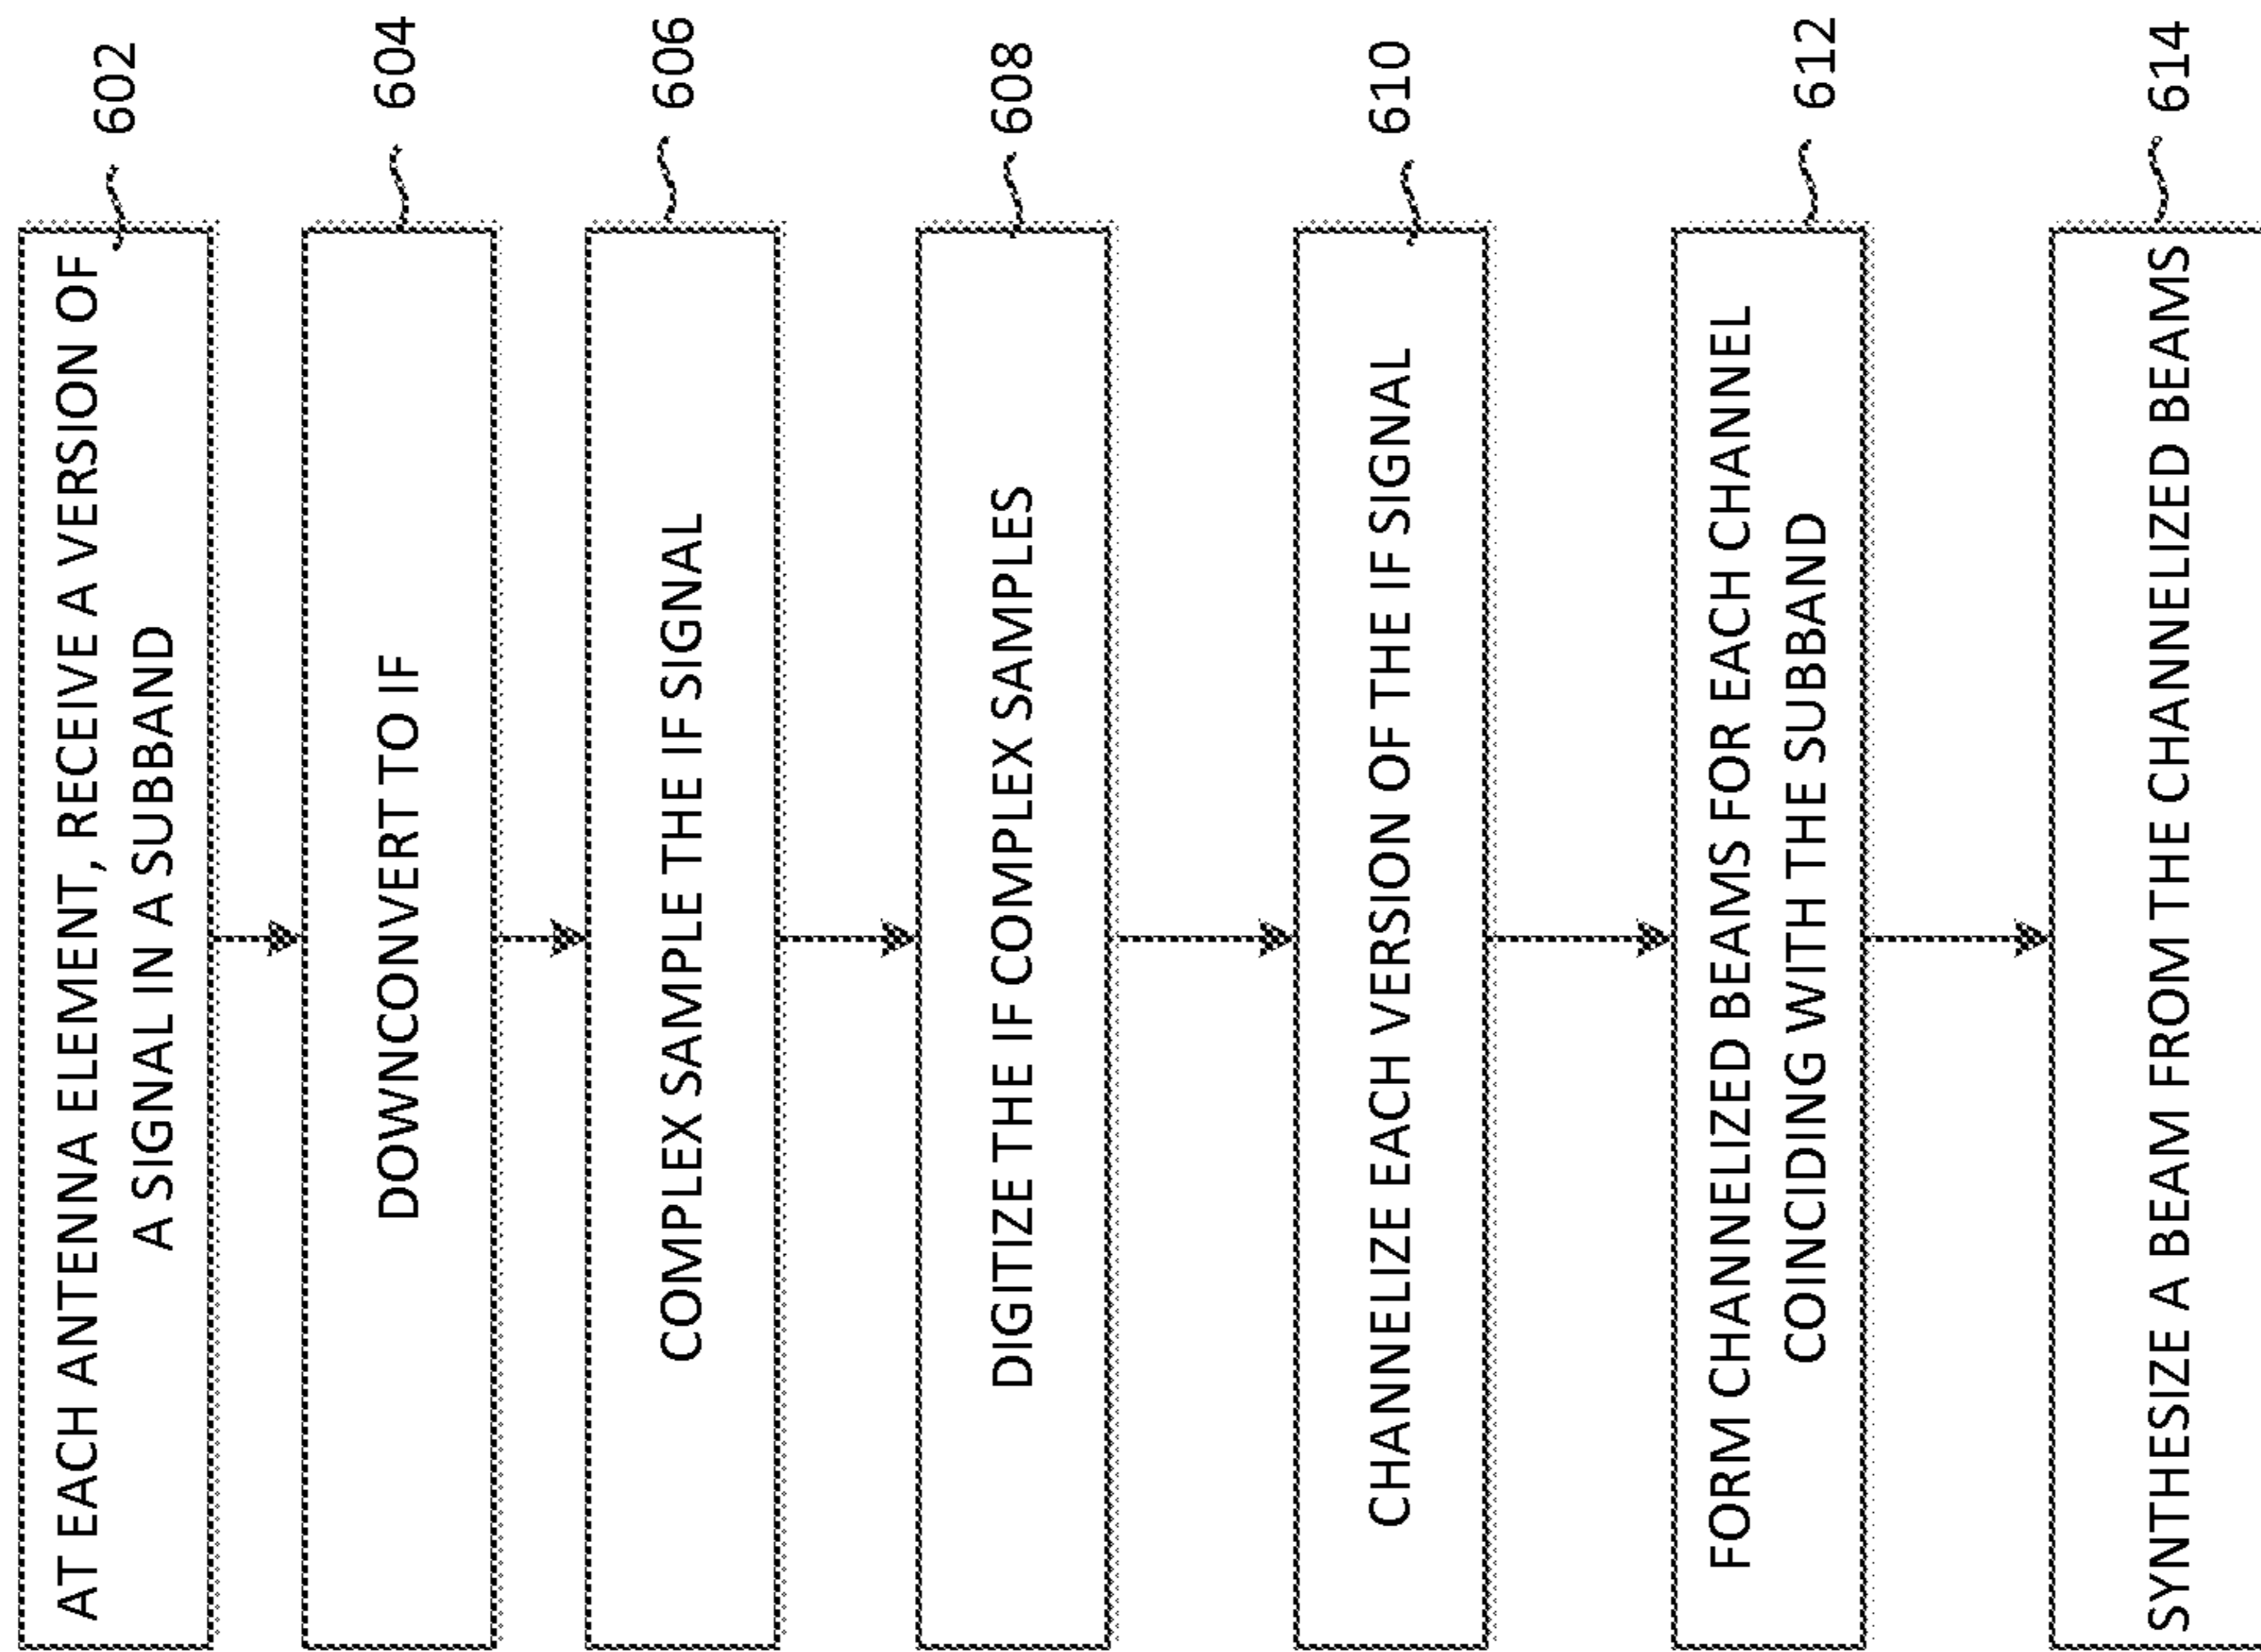 AT EACH ANTENNA ELEMENT, RECEIVE A VERSION OF
A SIGNAL IN A SUBBAND
602
DOWNCONVERT TO IF
604
COMPLEX SAMPLE THE IF SIGNAL
606
DIGITIZE THE IF COMPLEX SAMPLES
608
CHANNELIZE EACH VERSION OF THE IF SIGNAL
610
FORM CHANNELIZED BEAMS FOR EACH CHANNEL
COINCIDING WITH THE SUBBAND
612
SYNTHESIZE A BEAM FROM THE CHANNELIZED BEAMS
614